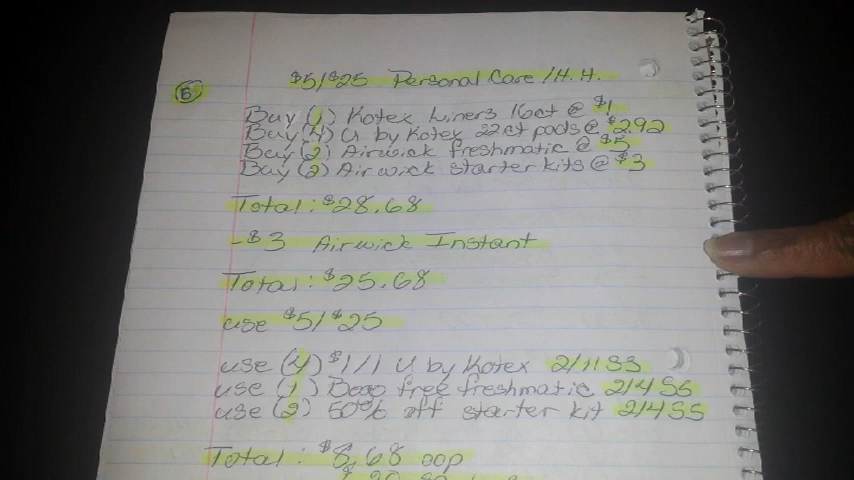 5
$5/$25 Personal Care /H.H.
Buy (1) Kotex Liners 16ct @ $1
Buy (4) U by Kotex 22ct pads @ $2.92
Buy (2) Airwick freshmatic @ $5
Buy (2) Airwick starter kits @ $3
Total: $28.68
-$3 Airwick Instant
Total: $25.68
use $5/$25
use (4) $1/1 U by Kotex 2/11 SS
use (1) Bogo free freshmatic 2/4 SS
use (2) 50% off starter kit 2/4 SS
Total: $8.68 oop